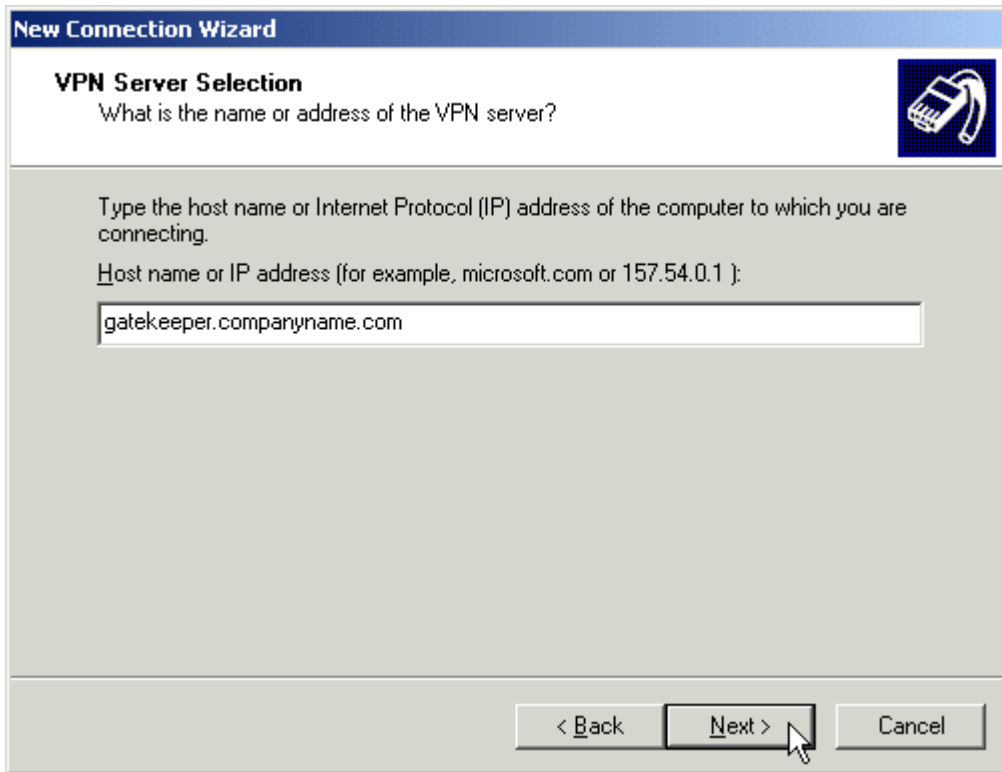 New Connection Wizard
VPN Server Selection
What is the name or address of the VPN server?
Type the host name or Internet Protocol (IP) address of the computer to which you are
connecting.
Host name or IP address (for example, microsoft.com or 157.54.0.1 ):
gatekeeper.companyname.com
< Back
Next >
Cancel